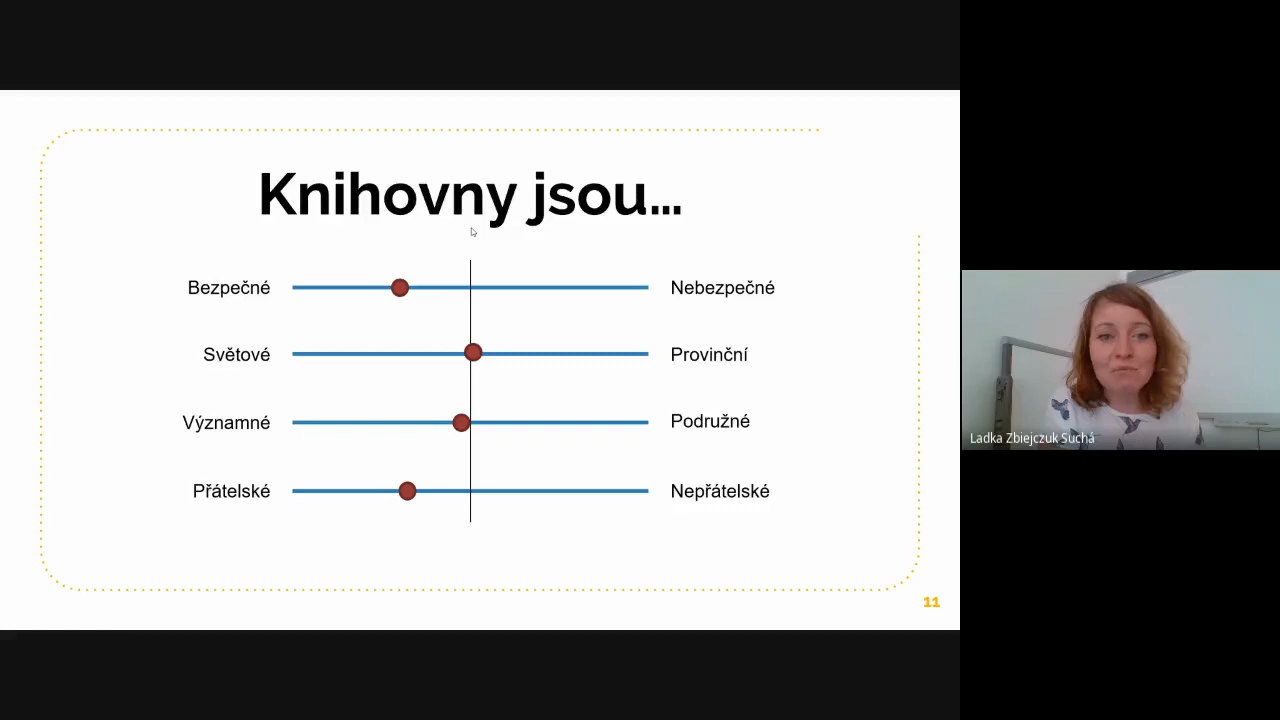 Knihovny jsou...
Bezpečné Nebezpečné
Světové Provinční
Významné Podružné
Přátelské Nepřátelské
11
Ladka Zbiejczuk Suchá